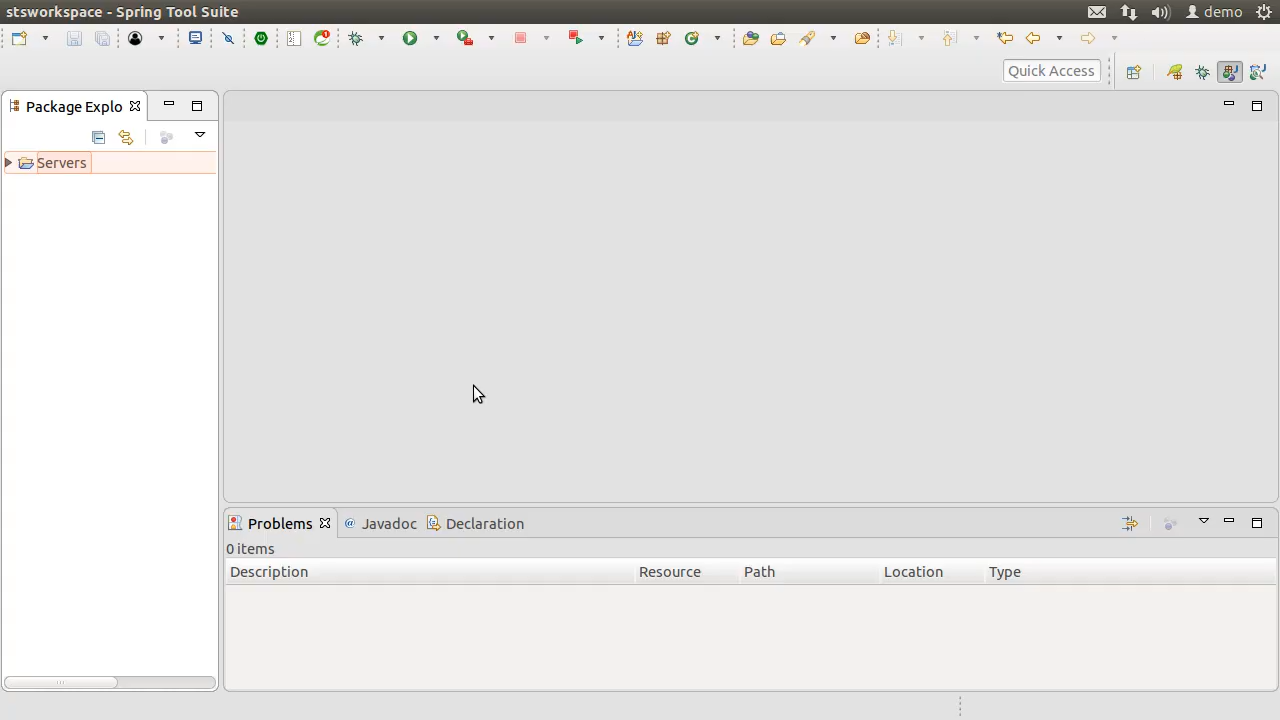 stsworkspace - Spring Tool Suite
demo
Quick Access
Package Explo
Servers
Problems
Javadoc
Declaration
0 items
Description
Resource
Path
Location
Type